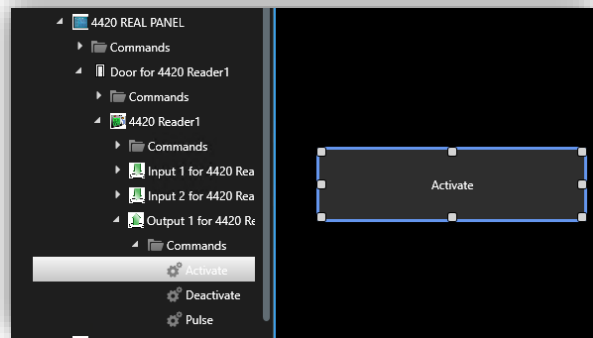 4420 REAL PANEL
Commands
Door for 4420 Reader1
Commands
4420 Reader1
Commands
Input 1 for 4420 Rea
Input 2 for 4420 Rea
Output 1 for 4420 Re
Commands
Activate
Deactivate
Pulse
Activate